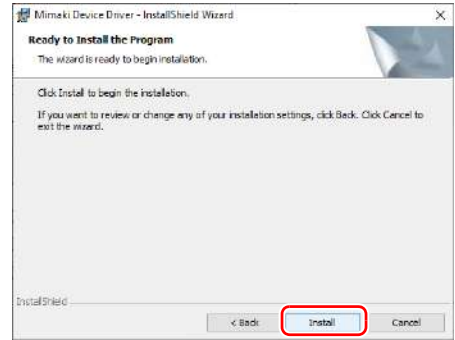 Mimaki Device Driver - InstallShield Wizard
Ready to Install the Program
The wizard is ready to begin installation.
Click Install to begin the installation.
If you want to review or change any of your installation settings, click Back. Click Cancel to
exit the wizard.
InstallShield
< Back
Install
Cancel